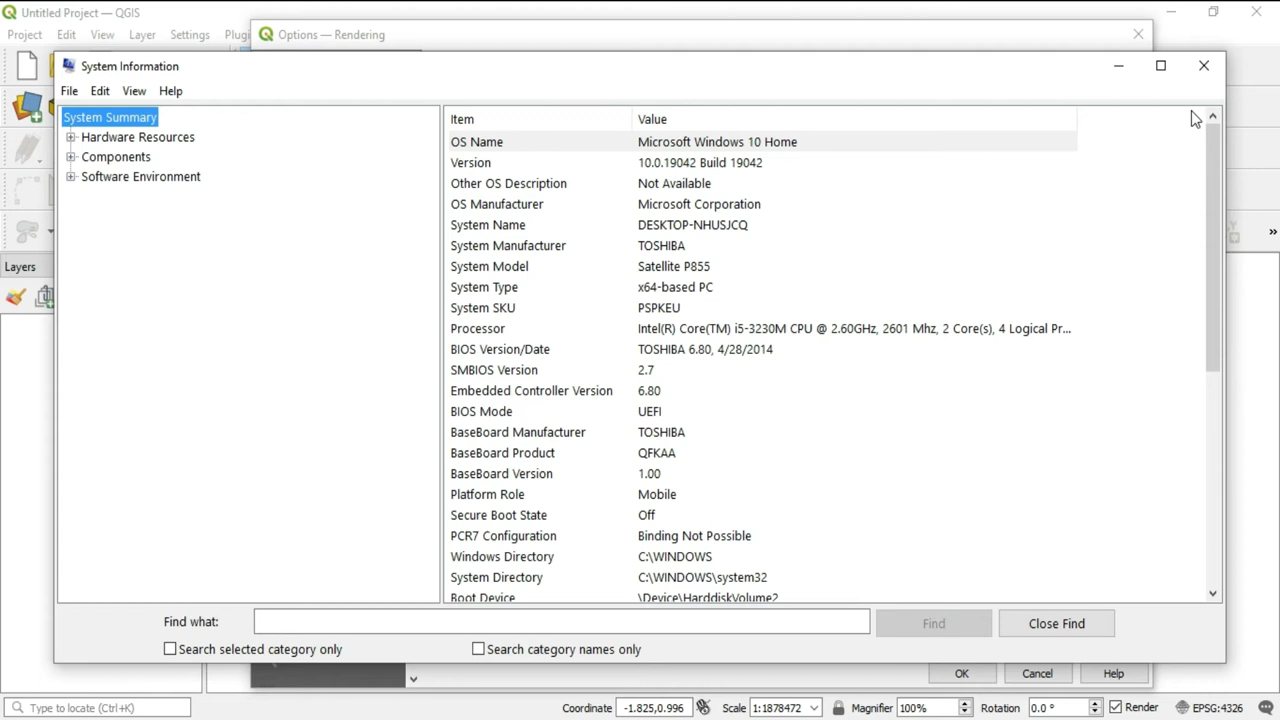 Untitled Project — QGIS
Project Edit View Layer Settings Plugi
Options — Rendering
System Information
File Edit View Help
System Summary
Hardware Resources
Components
Software Environment
Item Value
OS Name Microsoft Windows 10 Home
Version 10.0.19042 Build 19042
Other OS Description Not Available
OS Manufacturer Microsoft Corporation
System Name DESKTOP-NHUSJCQ
System Manufacturer TOSHIBA
System Model Satellite P855
System Type x64-based PC
System SKU PSPKEU
Processor Intel(R) Core(TM) i5-3230M CPU @ 2.60GHz, 2601 Mhz, 2 Core(s), 4 Logical Pr...
BIOS Version/Date TOSHIBA 6.80, 4/28/2014
SMBIOS Version 2.7
Embedded Controller Version 6.80
BIOS Mode UEFI
BaseBoard Manufacturer TOSHIBA
BaseBoard Product QFKAA
BaseBoard Version 1.00
Platform Role Mobile
Secure Boot State Off
PCR7 Configuration Binding Not Possible
Windows Directory C:\WINDOWS
System Directory C:\WINDOWS\system32
Boot Device \Device\HarddiskVolume2
Layers
»
Find what: Find Close Find
Search selected category only Search category names only
OK Cancel Help
Type to locate (Ctrl+K) Coordinate -1.825,0.996 Scale 1:1878472 Magnifier 100% Rotation 0.0 ° Render EPSG:4326